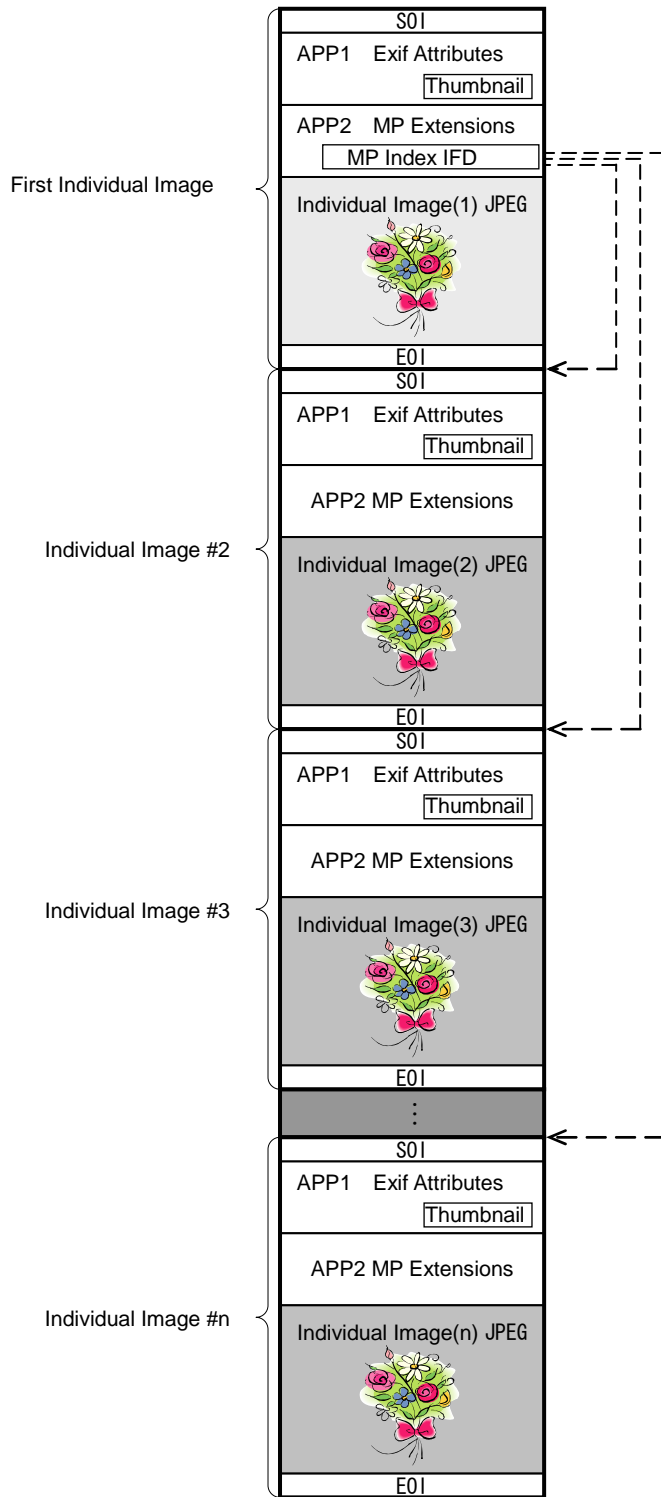 SOI
APP1 Exif Attributes
Thumbnail
APP2 MP Extensions
MP Index IFD
First Individual Image
Individual Image(1) JPEG
EOI
SOI
APP1 Exif Attributes
Thumbnail
APP2 MP Extensions
Individual Image #2
Individual Image(2) JPEG
EOI
SOI
APP1 Exif Attributes
Thumbnail
APP2 MP Extensions
Individual Image #3
Individual Image(3) JPEG
EOI
⋮
SOI
APP1 Exif Attributes
Thumbnail
APP2 MP Extensions
Individual Image #n
Individual Image(n) JPEG
EOI